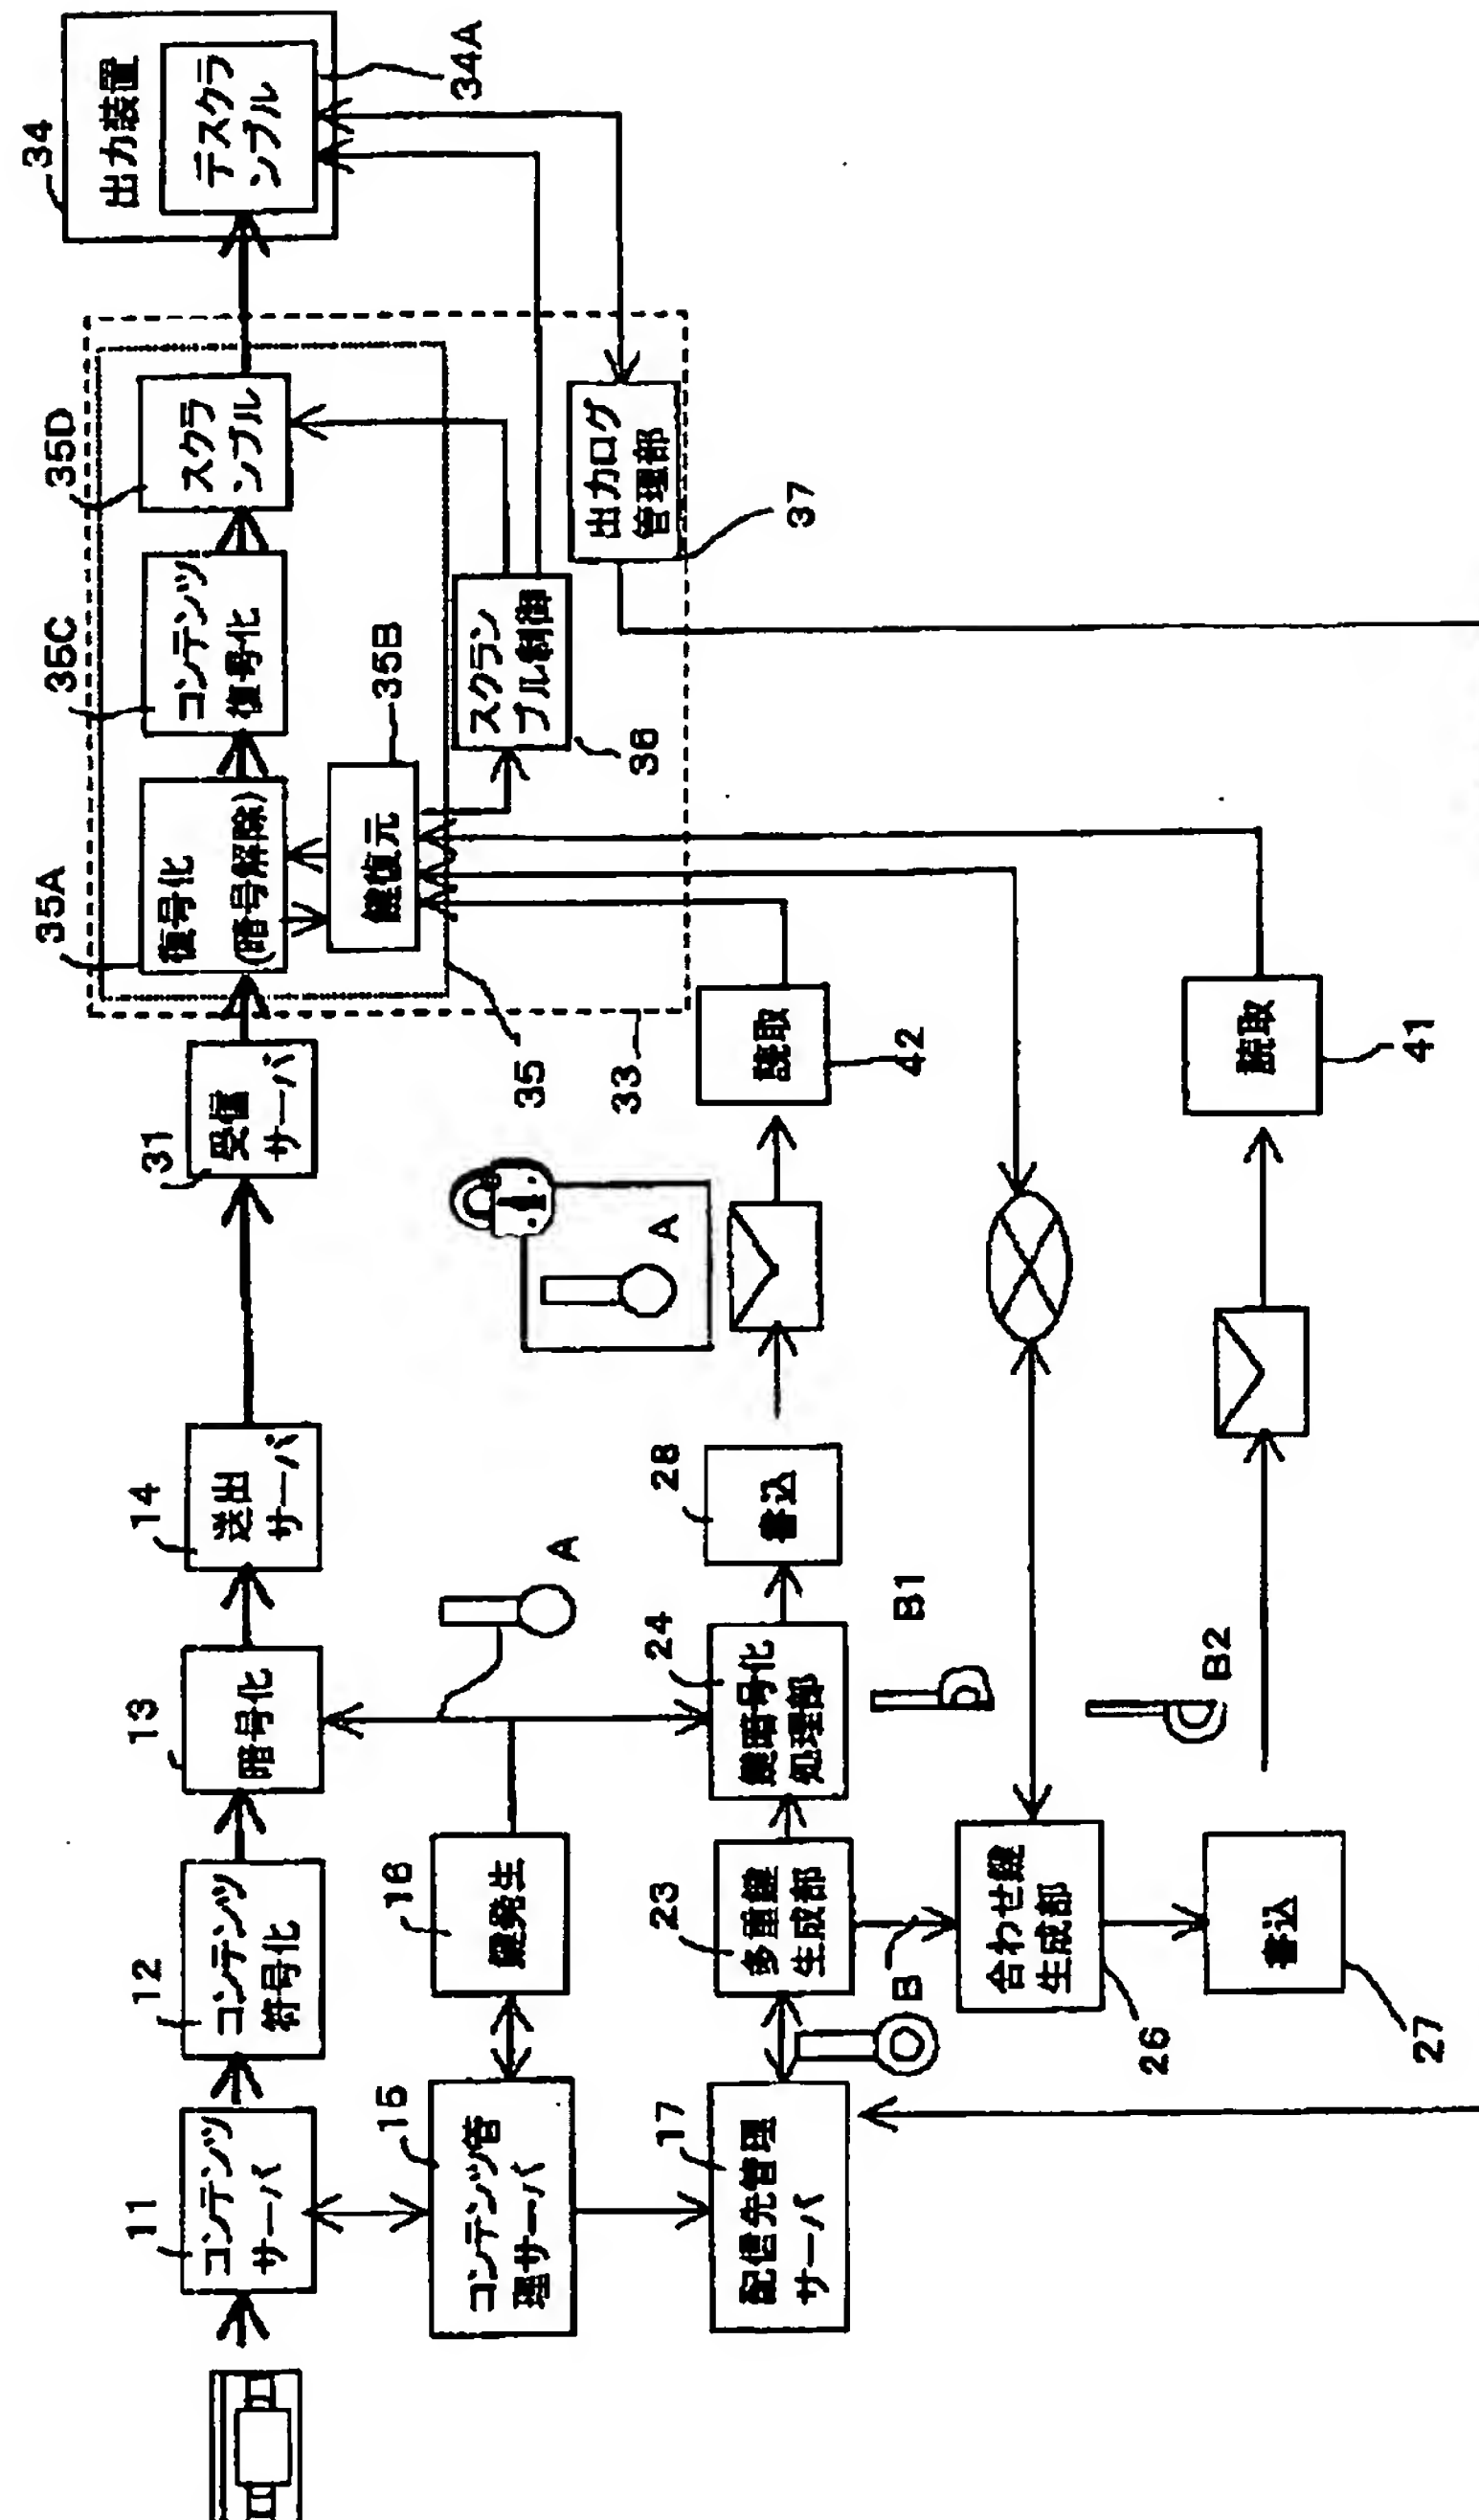 11
コンテンツ
サーバ
12
コンテンツ
符号化
13
暗号化
14
送出
サーバ
31
受信
サーバ
35A
復号化
(暗号解除)
35C
コンテンツ
復号化
35D
スクラ
ンブル
34
出力装置
テスクラ
ンブル
34A
15
コンテンツ管
理サーバ
16
鍵発生
A
A
35
鍵復元
35B
スクラン
ブル制御
36
33
出力ログ
管理部
37
17
配信先管理
サーバ
B
23
多重鍵
生成部
24
鍵暗号化
処理部
28
書込
読取
42
B1
合わせ鍵
生成部
26
B2
書込
27
読取
41